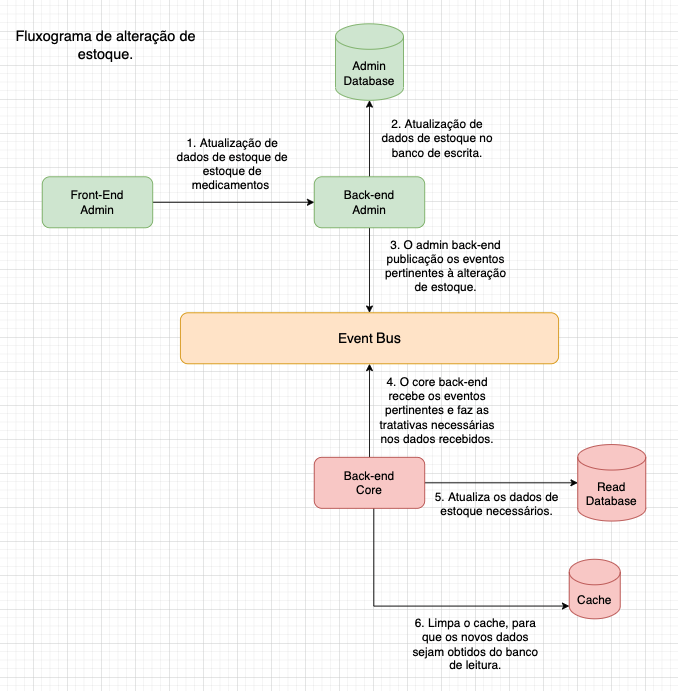 Fluxograma de alteração de
estoque.
Admin
Database
2. Atualização de
dados de estoque no
banco de escrita.
1. Atualização de
dados de estoque de
estoque de
medicamentos
Front-End
Admin
Back-end
Admin
3. O admin back-end
publicação os eventos
pertinentes à alteração
de estoque.
Event Bus
4. O core back-end
recebe os eventos
pertinentes e faz as
tratativas necessárias
nos dados recebidos.
Back-end
Core
5. Atualiza os dados de
estoque necessários.
Read
Database
Cache
6. Limpa o cache, para
que os novos dados
sejam obtidos do banco
de leitura.